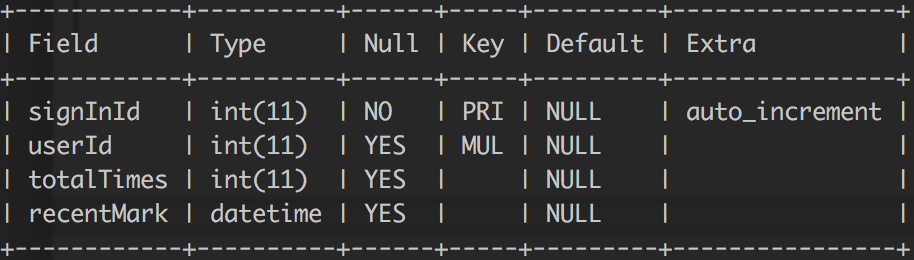 +------------+----------+------+-----+---------+----------------+
| Field      | Type     | Null | Key | Default | Extra          |
+------------+----------+------+-----+---------+----------------+
| signInId   | int(11)  | NO   | PRI | NULL    | auto_increment |
| userId     | int(11)  | YES  | MUL | NULL    |                |
| totalTimes | int(11)  | YES  |     | NULL    |                |
| recentMark | datetime | YES  |     | NULL    |                |
+------------+----------+------+-----+---------+----------------+